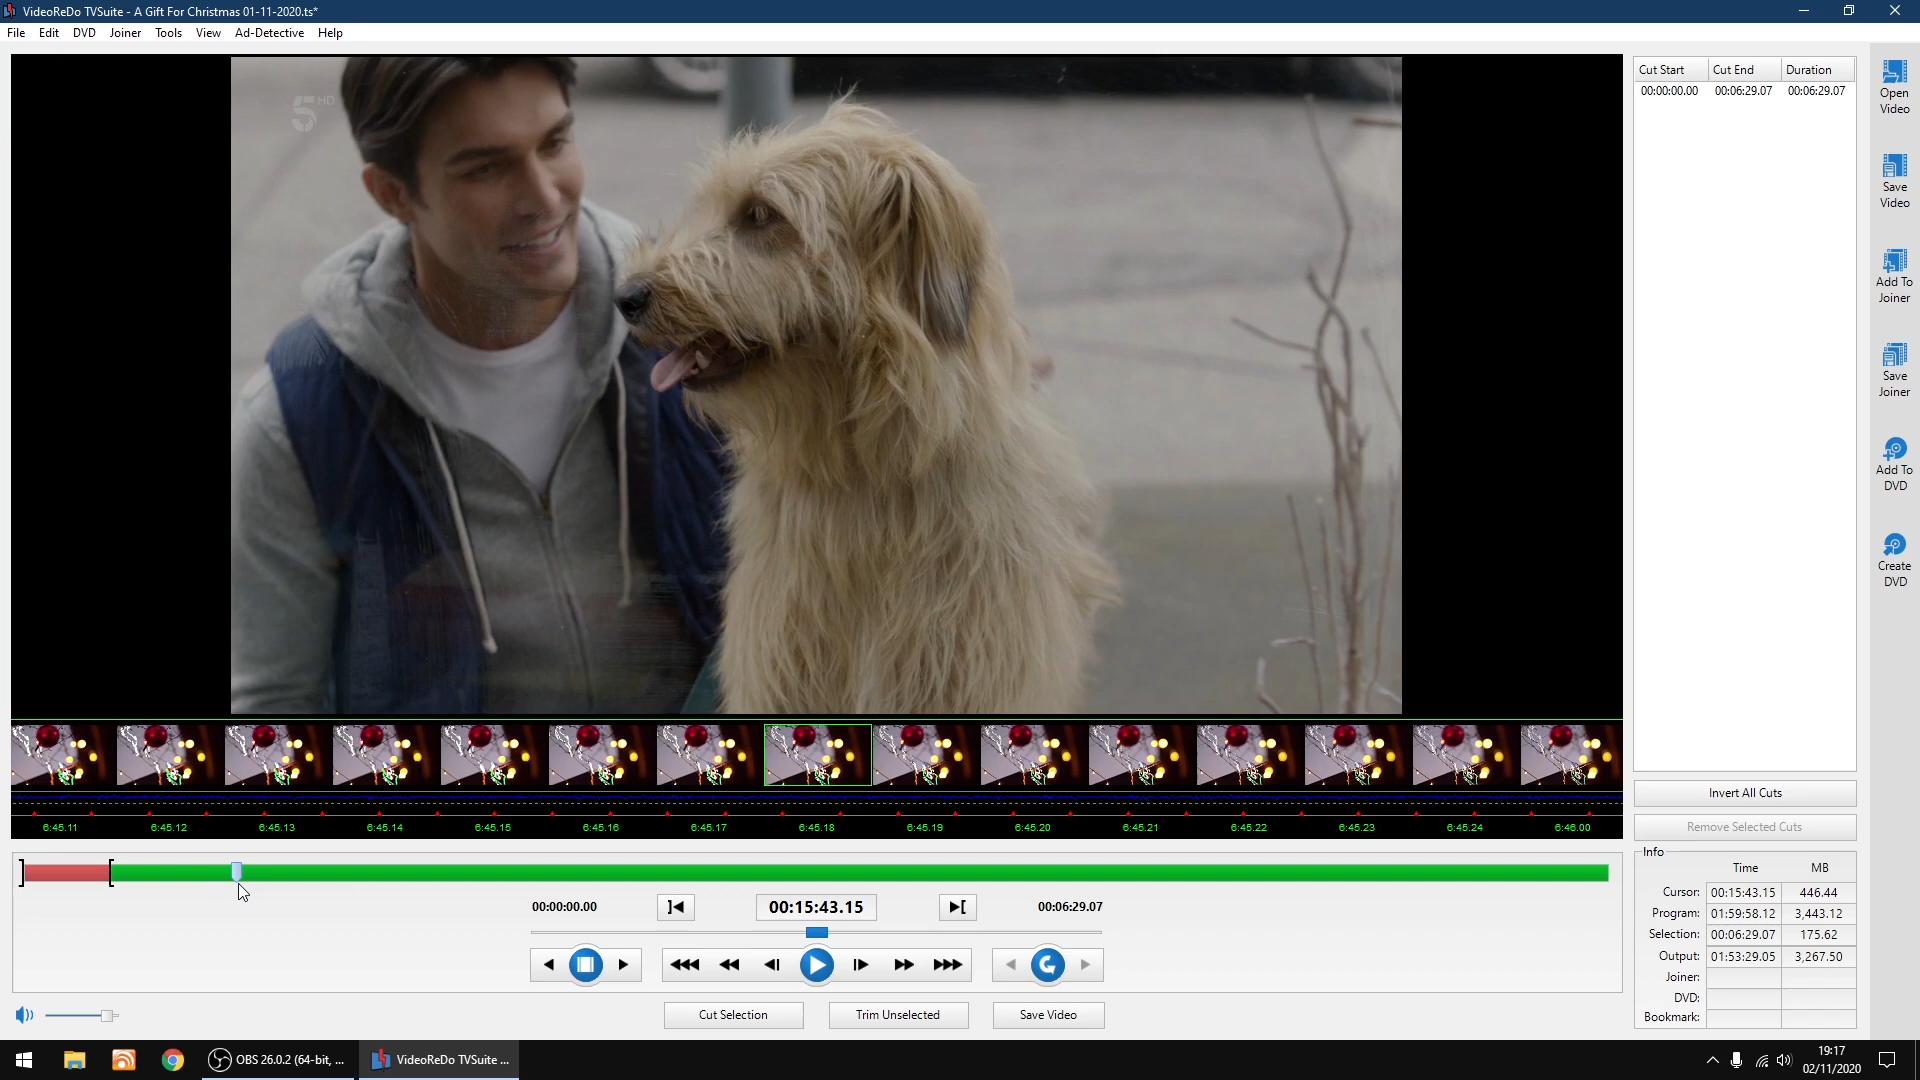 VideoReDo TVSuite - A Gift For Christmas 01-11-2020.ts*
File Edit DVD Joiner Tools View Ad-Detective Help
5 HD
Cut Start Cut End Duration
00:00:00.00 00:06:29.07 00:06:29.07
Open Video
Save Video
Add To Joiner
Save Joiner
Add To DVD
Create DVD
6:45.11 6:45.12 6:45.13 6:45.14 6:45.15 6:45.16 6:45.17 6:45.18 6:45.19 6:45.20 6:45.21 6:45.22 6:45.23 6:45.24 6:46.00
00:00:00.00 00:15:43.15 00:06:29.07
Cut Selection Trim Unselected Save Video
Invert All Cuts
Remove Selected Cuts
Info
Time MB
Cursor: 00:15:43.15 446.44
Program: 01:59:58.12 3,443.12
Selection: 00:06:29.07 175.62
Output: 01:53:29.05 3,267.50
Joiner:
DVD:
Bookmark:
OBS 26.0.2 (64-bit, ...
VideoReDo TVSuite ...
19:17
02/11/2020